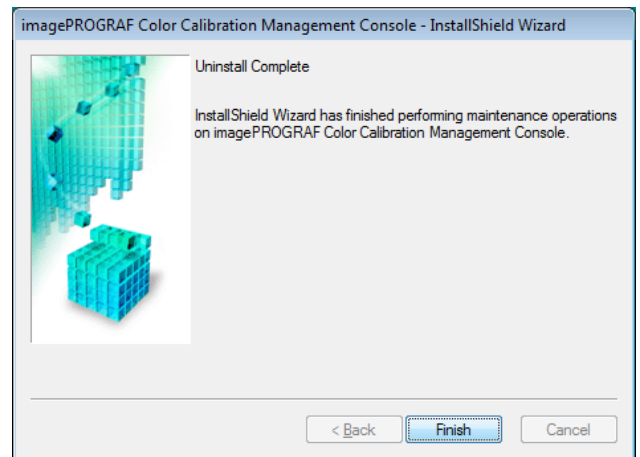 imagePROGRAF Color Calibration Management Console - InstallShield Wizard
Uninstall Complete
InstallShield Wizard has finished performing maintenance operations
on imagePROGRAF Color Calibration Management Console.
< Back
Finish
Cancel